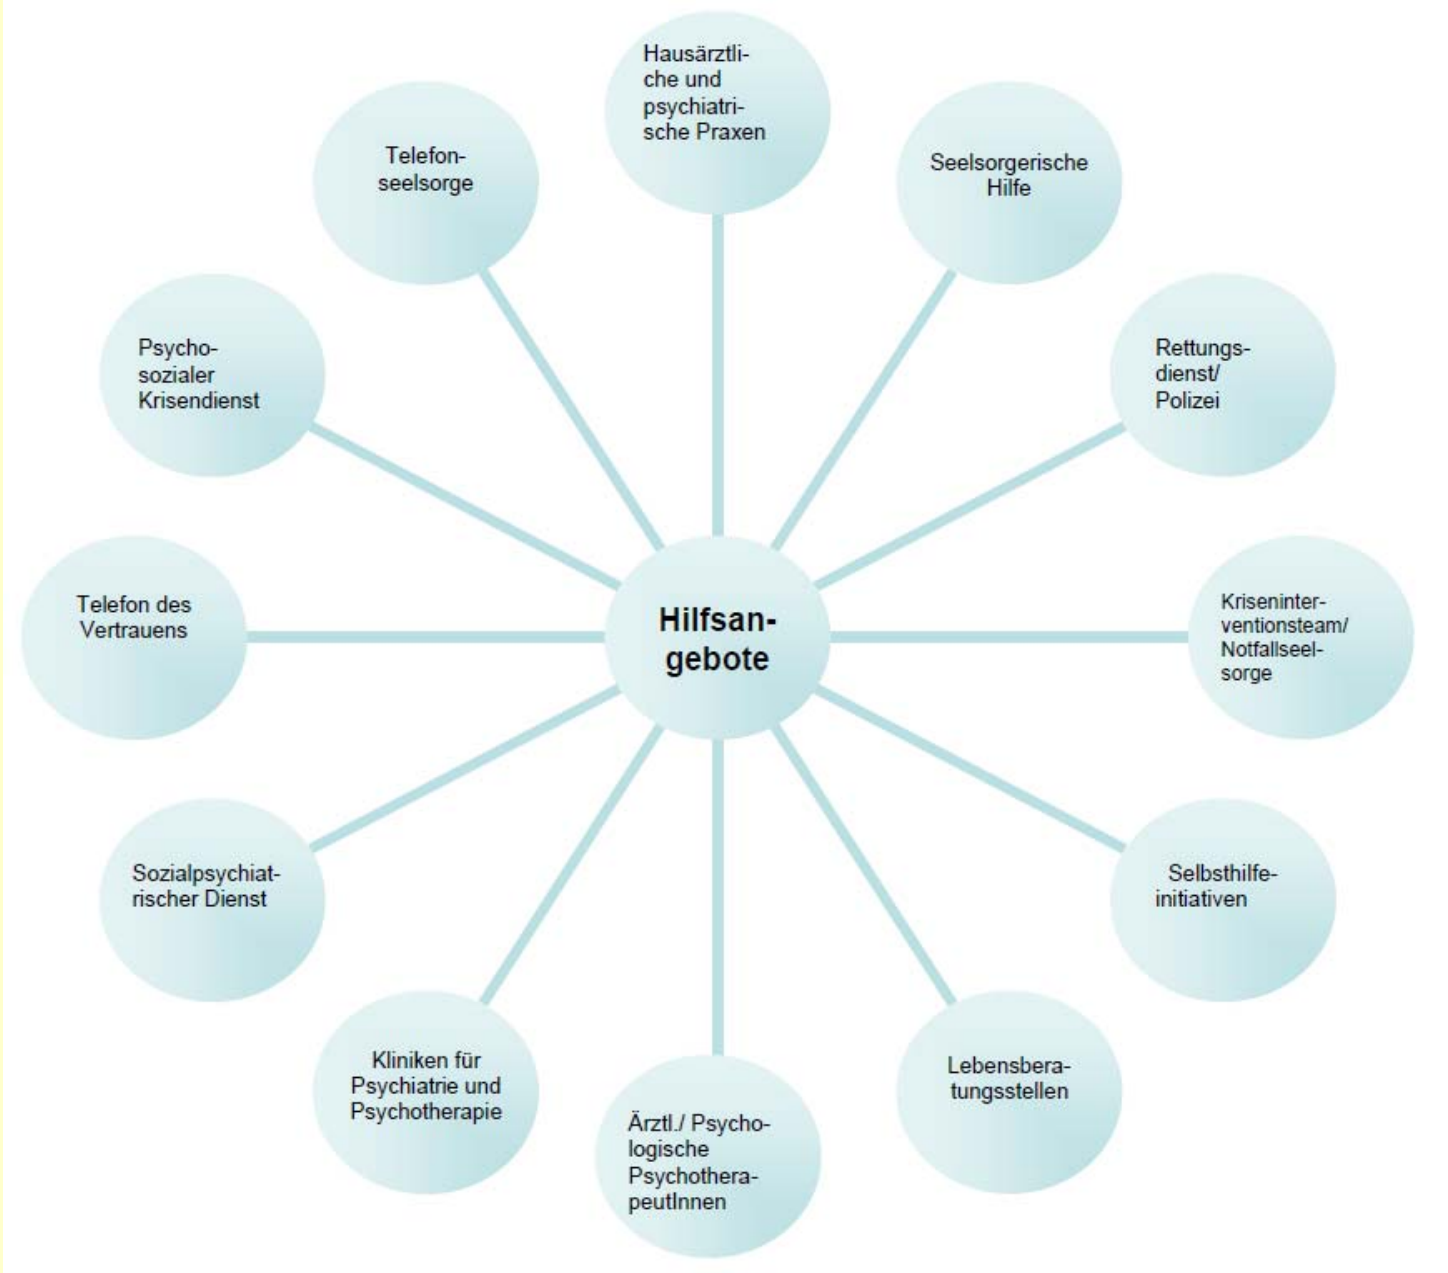 Hausärztli-
che und
psychiatri-
sche Praxen
Seelsorgerische
Hilfe
Rettungs-
dienst/
Polizei
Kriseninter-
ventionsteam/
Notfallseel-
sorge
Selbsthilfe-
initiativen
Lebensbera-
tungsstellen
Ärztl./ Psycho-
logische
Psychothera-
peutInnen
Kliniken für
Psychiatrie und
Psychotherapie
Sozialpsychiat-
rischer Dienst
Telefon des
Vertrauens
Psycho-
sozialer
Krisendienst
Telefon-
seelsorge
Hilfsan-
gebote